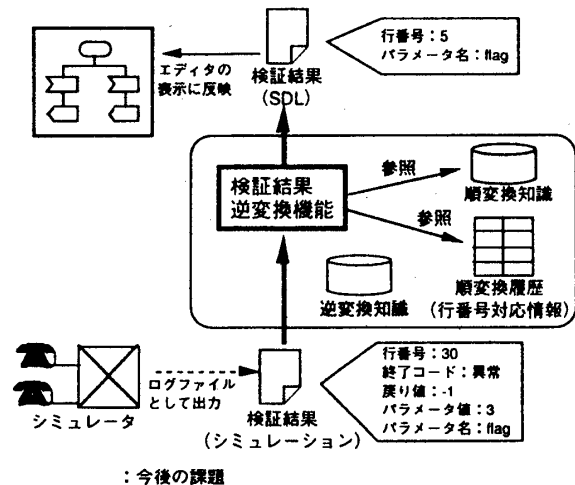 行番号：5
パラメータ名：flag
エディタの
表示に反映
検証結果
(SDL)
検証結果
逆変換機能
参照
順変換知識
参照
順変換履歴
(行番号対応情報)
逆変換知識
シミュレータ
ログファイル
として出力
検証結果
(シミュレーション)
行番号：30
終了コード：異常
戻り値：-1
パラメータ値：3
パラメータ名：flag
：今後の課題